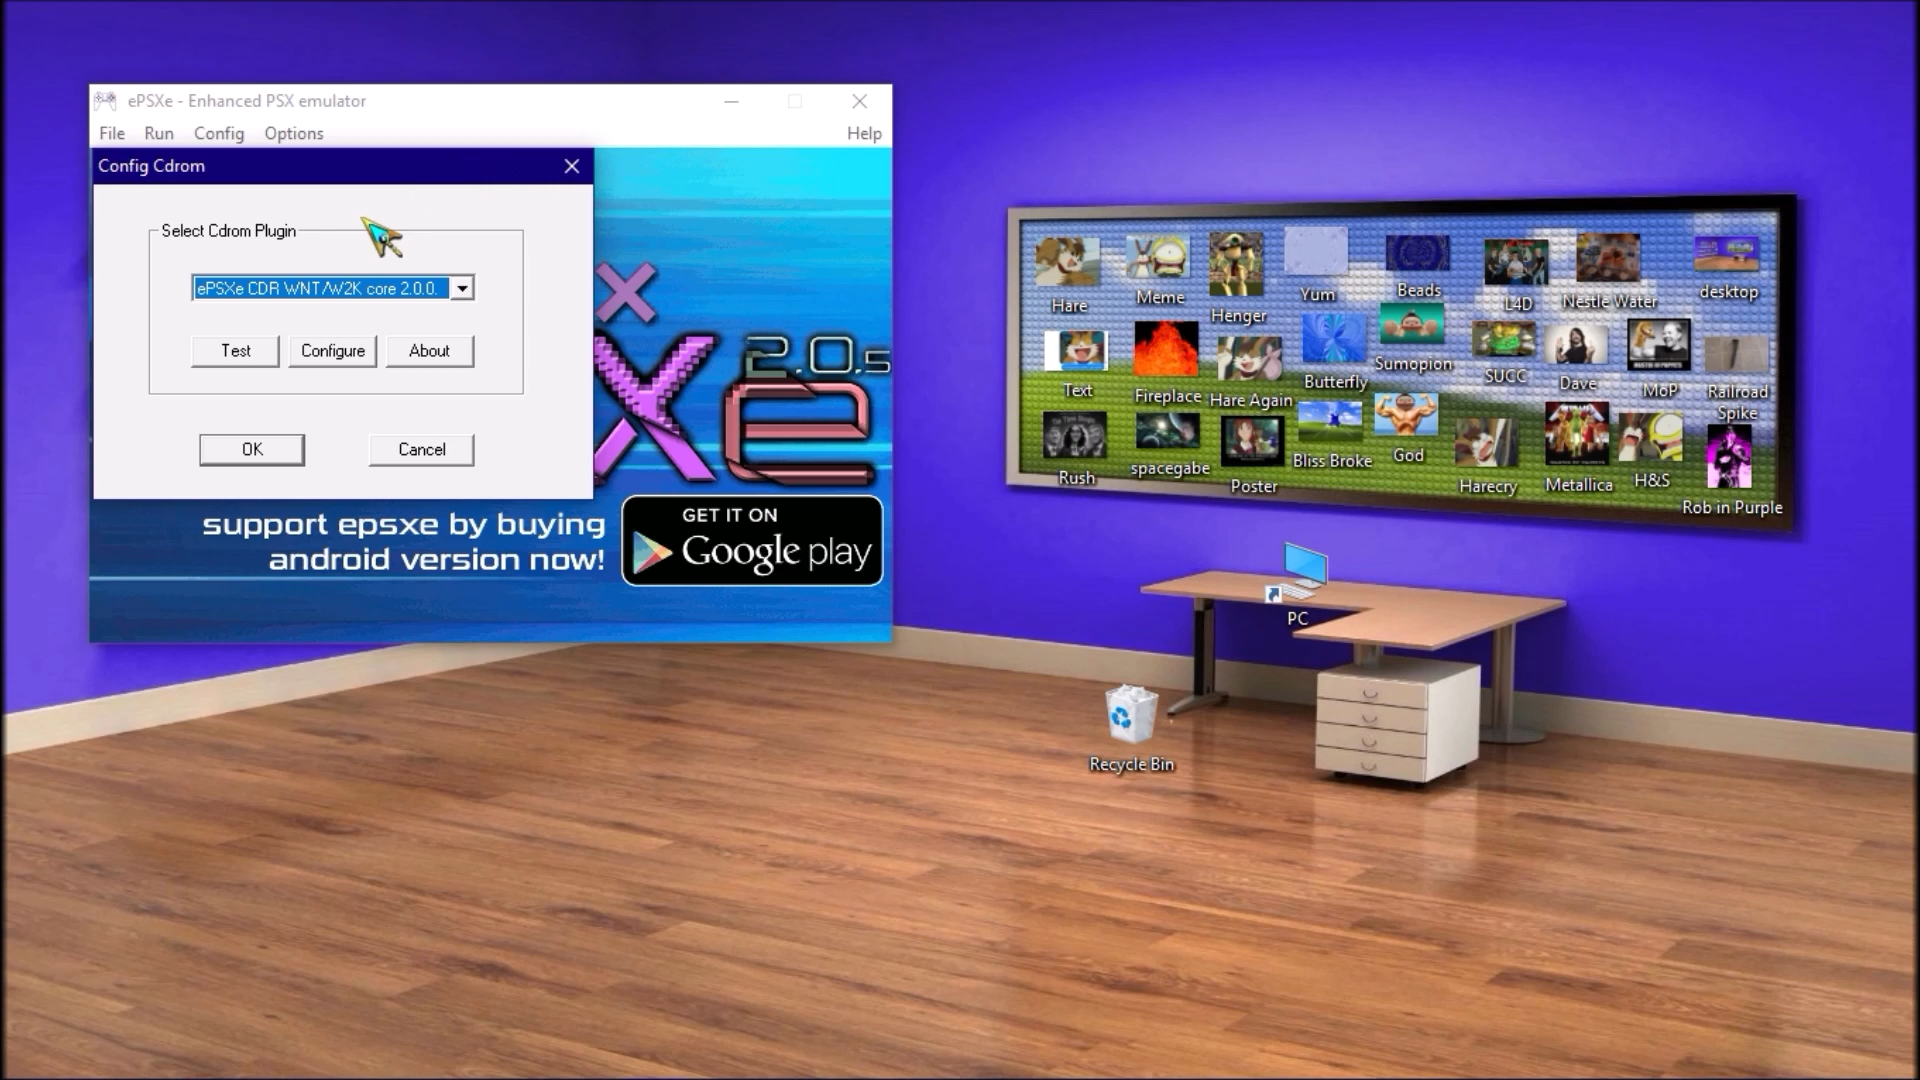 ePSXe - Enhanced PSX emulator
File Run Config Options Help
Config Cdrom
Select Cdrom Plugin
ePSXe CDR WNT/W2K core 2.0.0.
Test Configure About
OK Cancel
2.0.5
Xe
support epsxe by buying
android version now!
GET IT ON
Google play
Hare
Meme
Henger
Yum
Beads
L4D
Nestle Water
desktop
Text
Fireplace
Hare Again
Butterfly
Sumopion
SUCC
Dave
MoP
Railroad
Spike
Rush
spacegabe
Poster
Bliss Broke
God
Harecry
Metallica
H&S
Rob in Purple
PC
Recycle Bin